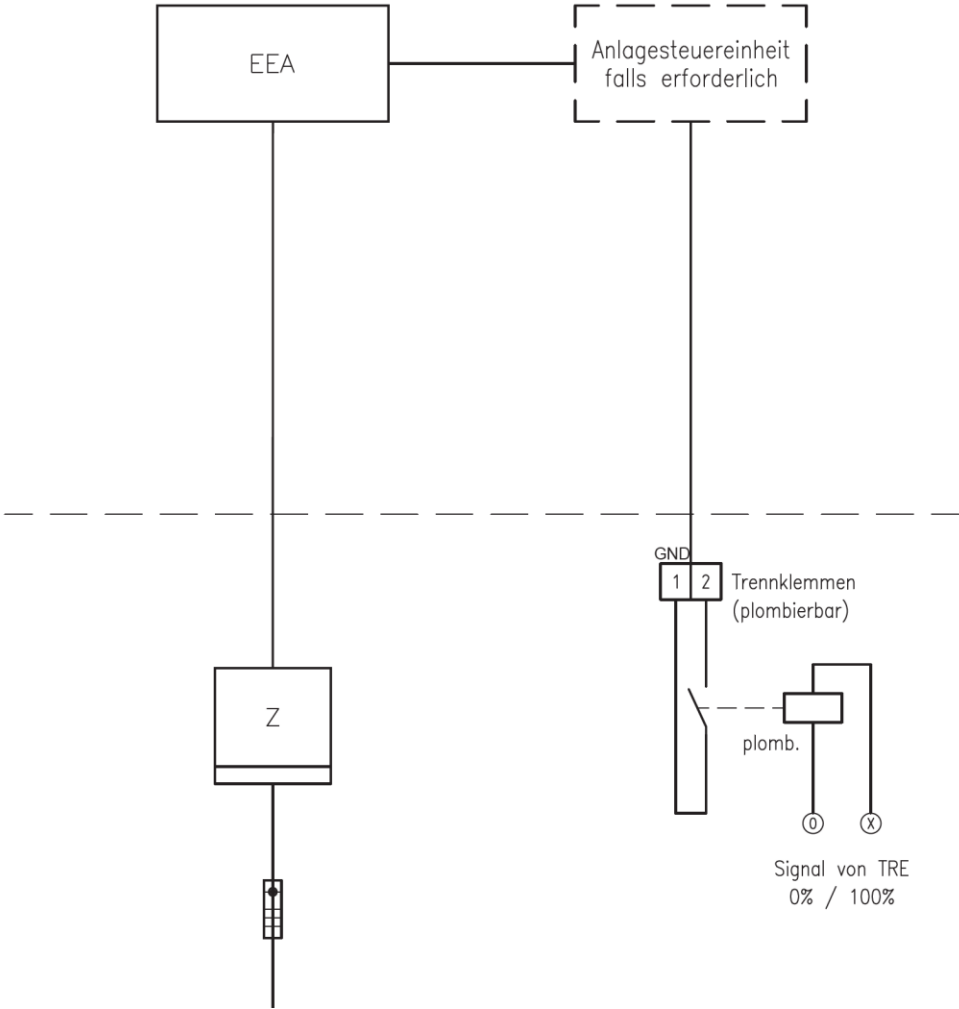 EEA
Anlagesteuereinheit
falls erforderlich
GND
1 2
Trennklemmen
(plombierbar)
Z
plomb.
0 X
Signal von TRE
0% / 100%